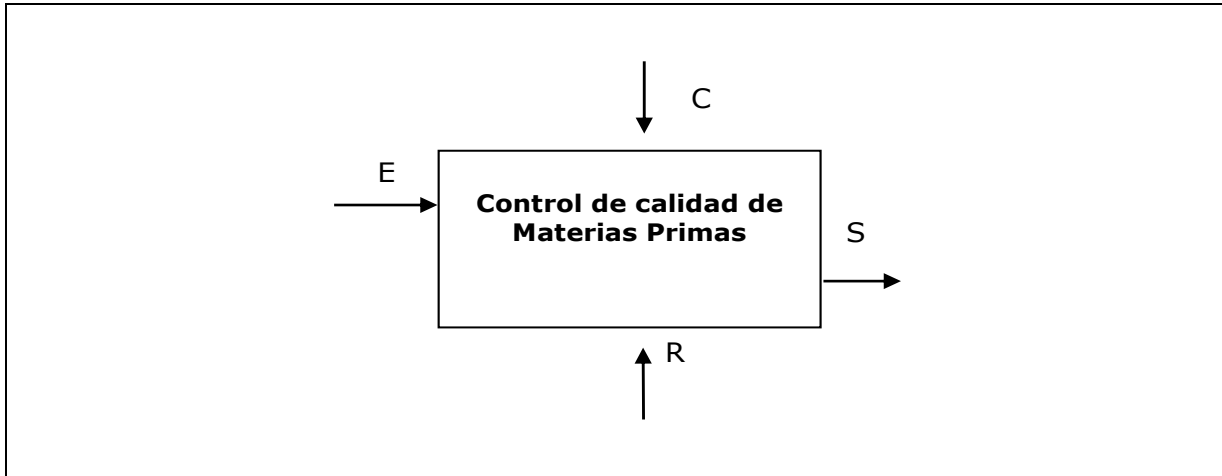 C
E
Control de calidad de
Materias Primas
S
R